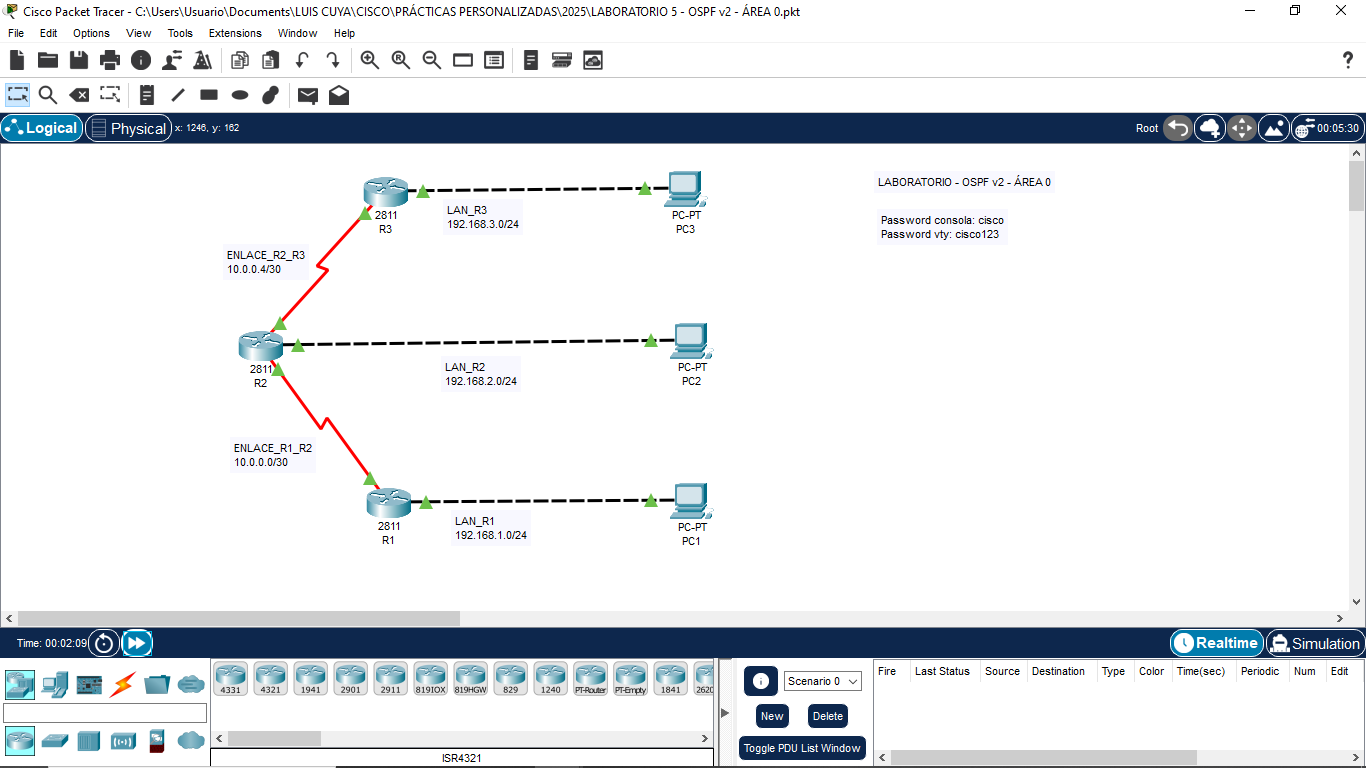 Cisco Packet Tracer - C:\Users\Usuario\Documents\LUIS CUYA\CISCO\PRÁCTICAS PERSONALIZADAS\2025\LABORATORIO 5 - OSPF v2 - ÁREA 0.pkt
File Edit Options View Tools Extensions Window Help
Logical Physical x: 1246, y: 162 Root 00:05:30
LABORATORIO - OSPF v2 - ÁREA 0
Password consola: cisco
Password vty: cisco123
2811
R3
LAN_R3
192.168.3.0/24
PC-PT
PC3
ENLACE_R2_R3
10.0.0.4/30
2811
R2
LAN_R2
192.168.2.0/24
PC-PT
PC2
ENLACE_R1_R2
10.0.0.0/30
2811
R1
LAN_R1
192.168.1.0/24
PC-PT
PC1
Time: 00:02:09 Realtime Simulation
4331 4321 1941 2901 2911 819IOX 819HGW 829 1240 PT-Router PT-Empty 1841 2620
ISR4321
Scenario 0
New Delete
Toggle PDU List Window
Fire Last Status Source Destination Type Color Time(sec) Periodic Num Edit